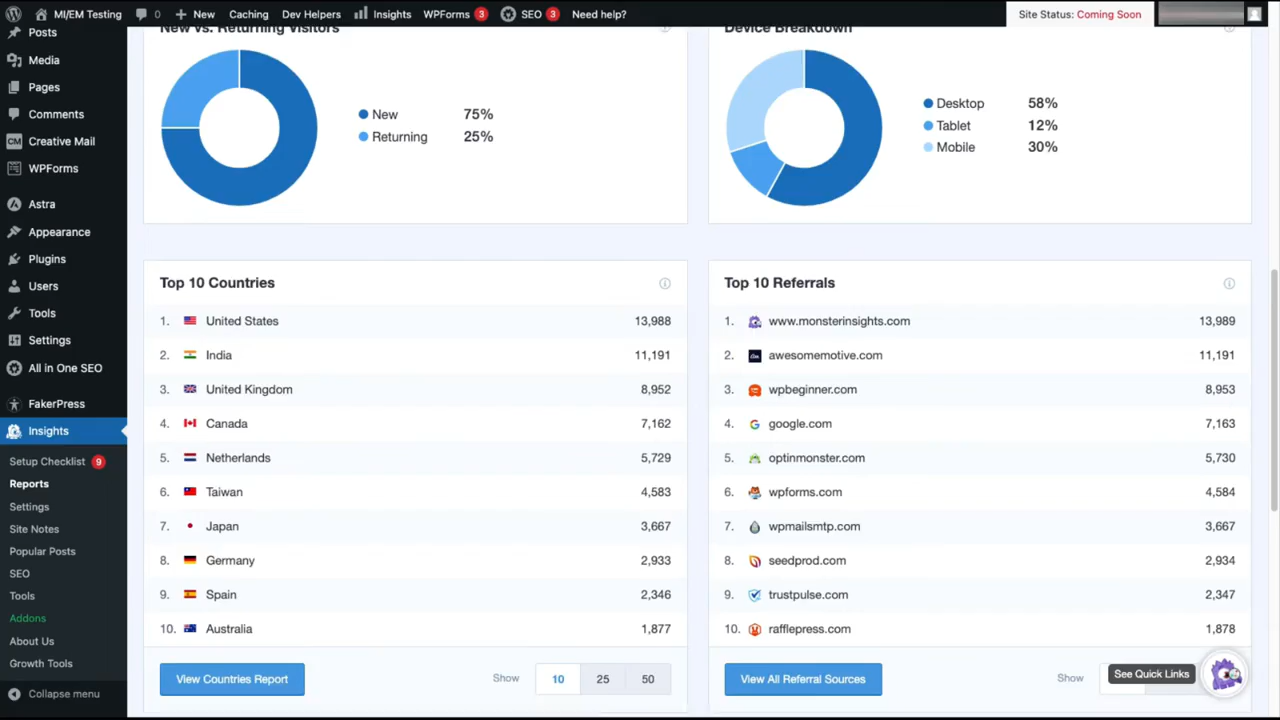 MI/EM Testing 0 New Caching Dev Helpers Insights WPForms 3 SEO 3 Need help? Site Status: Coming Soon
Posts
Media
Pages
Comments
CM Creative Mail
WPForms
Astra
Appearance
Plugins
Users
Tools
Settings
All in One SEO
FakerPress
Insights
Setup Checklist 9
Reports
Settings
Site Notes
Popular Posts
SEO
Tools
Addons
About Us
Growth Tools
Collapse menu
New vs. Returning Visitors
New 75%
Returning 25%
Device Breakdown
Desktop 58%
Tablet 12%
Mobile 30%
Top 10 Countries
1. United States 13,988
2. India 11,191
3. United Kingdom 8,952
4. Canada 7,162
5. Netherlands 5,729
6. Taiwan 4,583
7. Japan 3,667
8. Germany 2,933
9. Spain 2,346
10. Australia 1,877
View Countries Report Show 10 25 50
Top 10 Referrals
1. www.monsterinsights.com 13,989
2. awesomemotive.com 11,191
3. wpbeginner.com 8,953
4. google.com 7,163
5. optinmonster.com 5,730
6. wpforms.com 4,584
7. wpmailsmtp.com 3,667
8. seedprod.com 2,934
9. trustpulse.com 2,347
10. rafflepress.com 1,878
View All Referral Sources Show See Quick Links